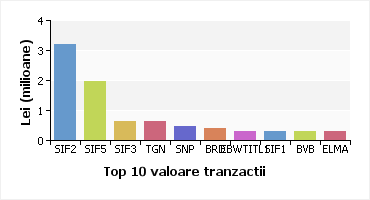 Lei (milioane)
4
3
2
1
0
SIF2 SIF5 SIF3 TGN SNP BRD EBWTITL1 SIF1 BVB ELMA
Top 10 valoare tranzactii